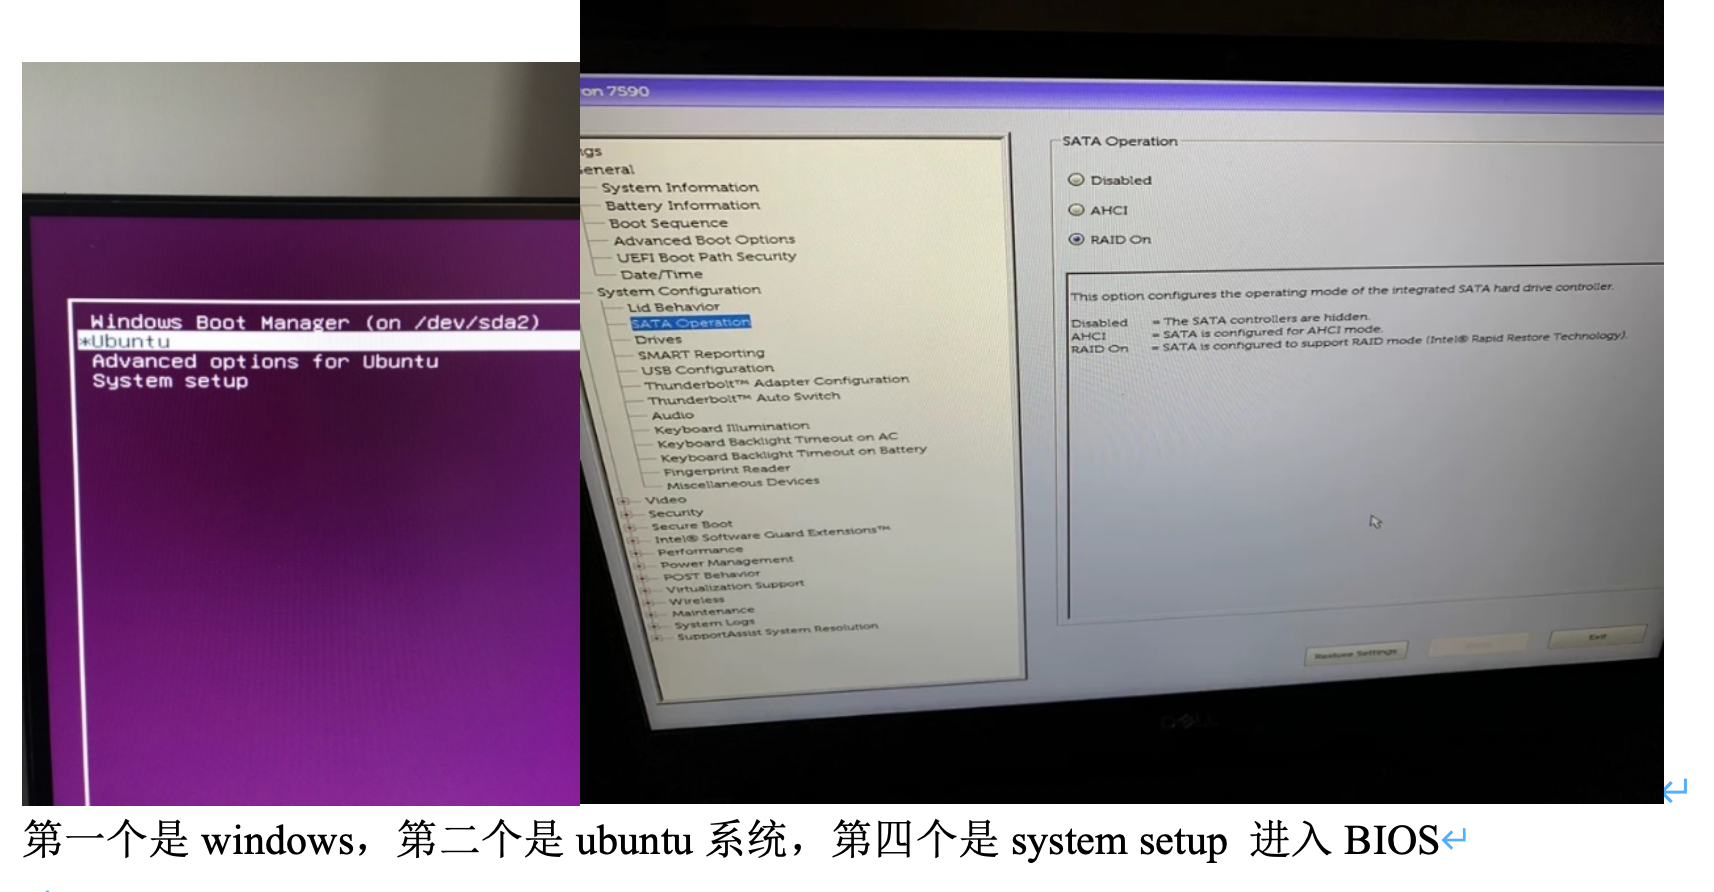 Windows Boot Manager (on /dev/sda2)
*Ubuntu
Advanced options for Ubuntu
System setup
on 7590
ngs
eneral
System Information
Battery Information
Boot Sequence
Advanced Boot Options
UEFI Boot Path Security
Date/Time
System Configuration
Lid Behavior
SATA Operation
Drives
SMART Reporting
USB Configuration
Thunderbolt™ Adapter Configuration
Thunderbolt™ Auto Switch
Audio
Keyboard Illumination
Keyboard Backlight Timeout on AC
Keyboard Backlight Timeout on Battery
Fingerprint Reader
Miscellaneous Devices
Video
Security
Secure Boot
Intel® Software Guard Extensions™
Performance
Power Management
POST Behavior
Virtualization Support
Wireless
Maintenance
System Logs
SupportAssist System Resolution
SATA Operation
Disabled
AHCI
RAID On
This option configures the operating mode of the integrated SATA hard drive controller.
Disabled = The SATA controllers are hidden.
AHCI = SATA is configured for AHCI mode.
RAID On = SATA is configured to support RAID mode (Intel® Rapid Restore Technology).
Restore Settings
Exit
DELL
第一个是 windows，第二个是 ubuntu 系统，第四个是 system setup 进入 BIOS